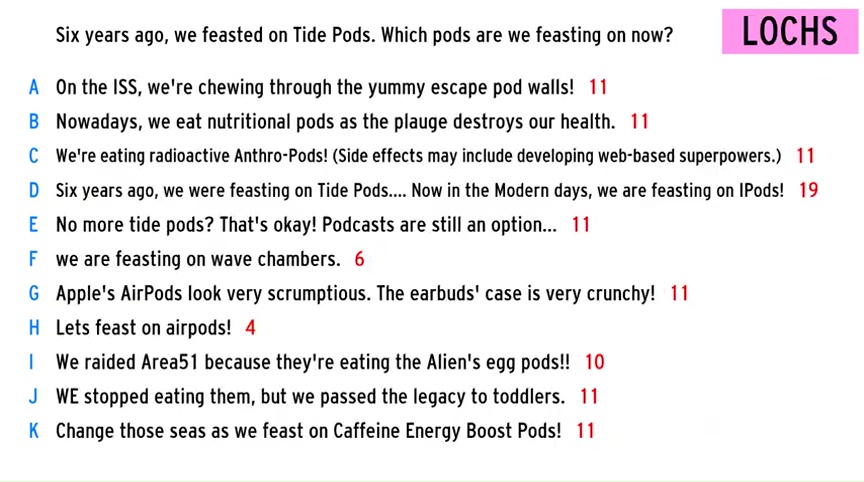 Six years ago, we feasted on Tide Pods. Which pods are we feasting on now?
LOCHS
A On the ISS, we're chewing through the yummy escape pod walls! 11
B Nowadays, we eat nutritional pods as the plauge destroys our health. 11
C We're eating radioactive Anthro-Pods! (Side effects may include developing web-based superpowers.) 11
D Six years ago, we were feasting on Tide Pods.... Now in the Modern days, we are feasting on IPods! 19
E No more tide pods? That's okay! Podcasts are still an option... 11
F we are feasting on wave chambers. 6
G Apple's AirPods look very scrumptious. The earbuds' case is very crunchy! 11
H Lets feast on airpods! 4
I We raided Area51 because they're eating the Alien's egg pods!! 10
J WE stopped eating them, but we passed the legacy to toddlers. 11
K Change those seas as we feast on Caffeine Energy Boost Pods! 11